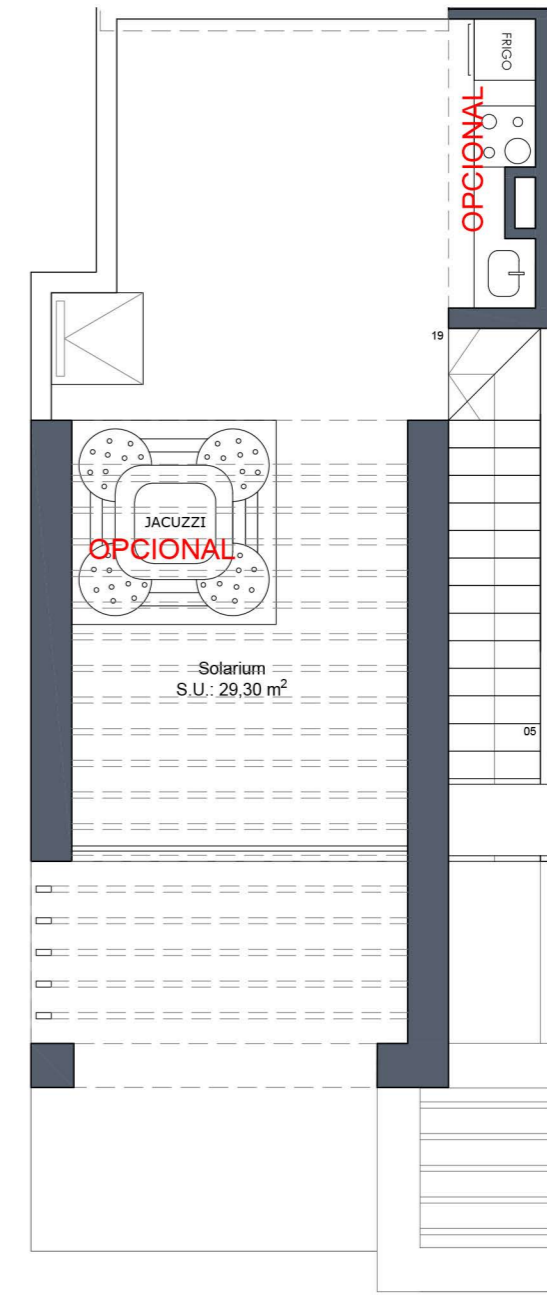 FRIGO
OPCIONAL
19
JACUZZI
OPCIONAL
Solarium
S.U.: 29,30 m²
05